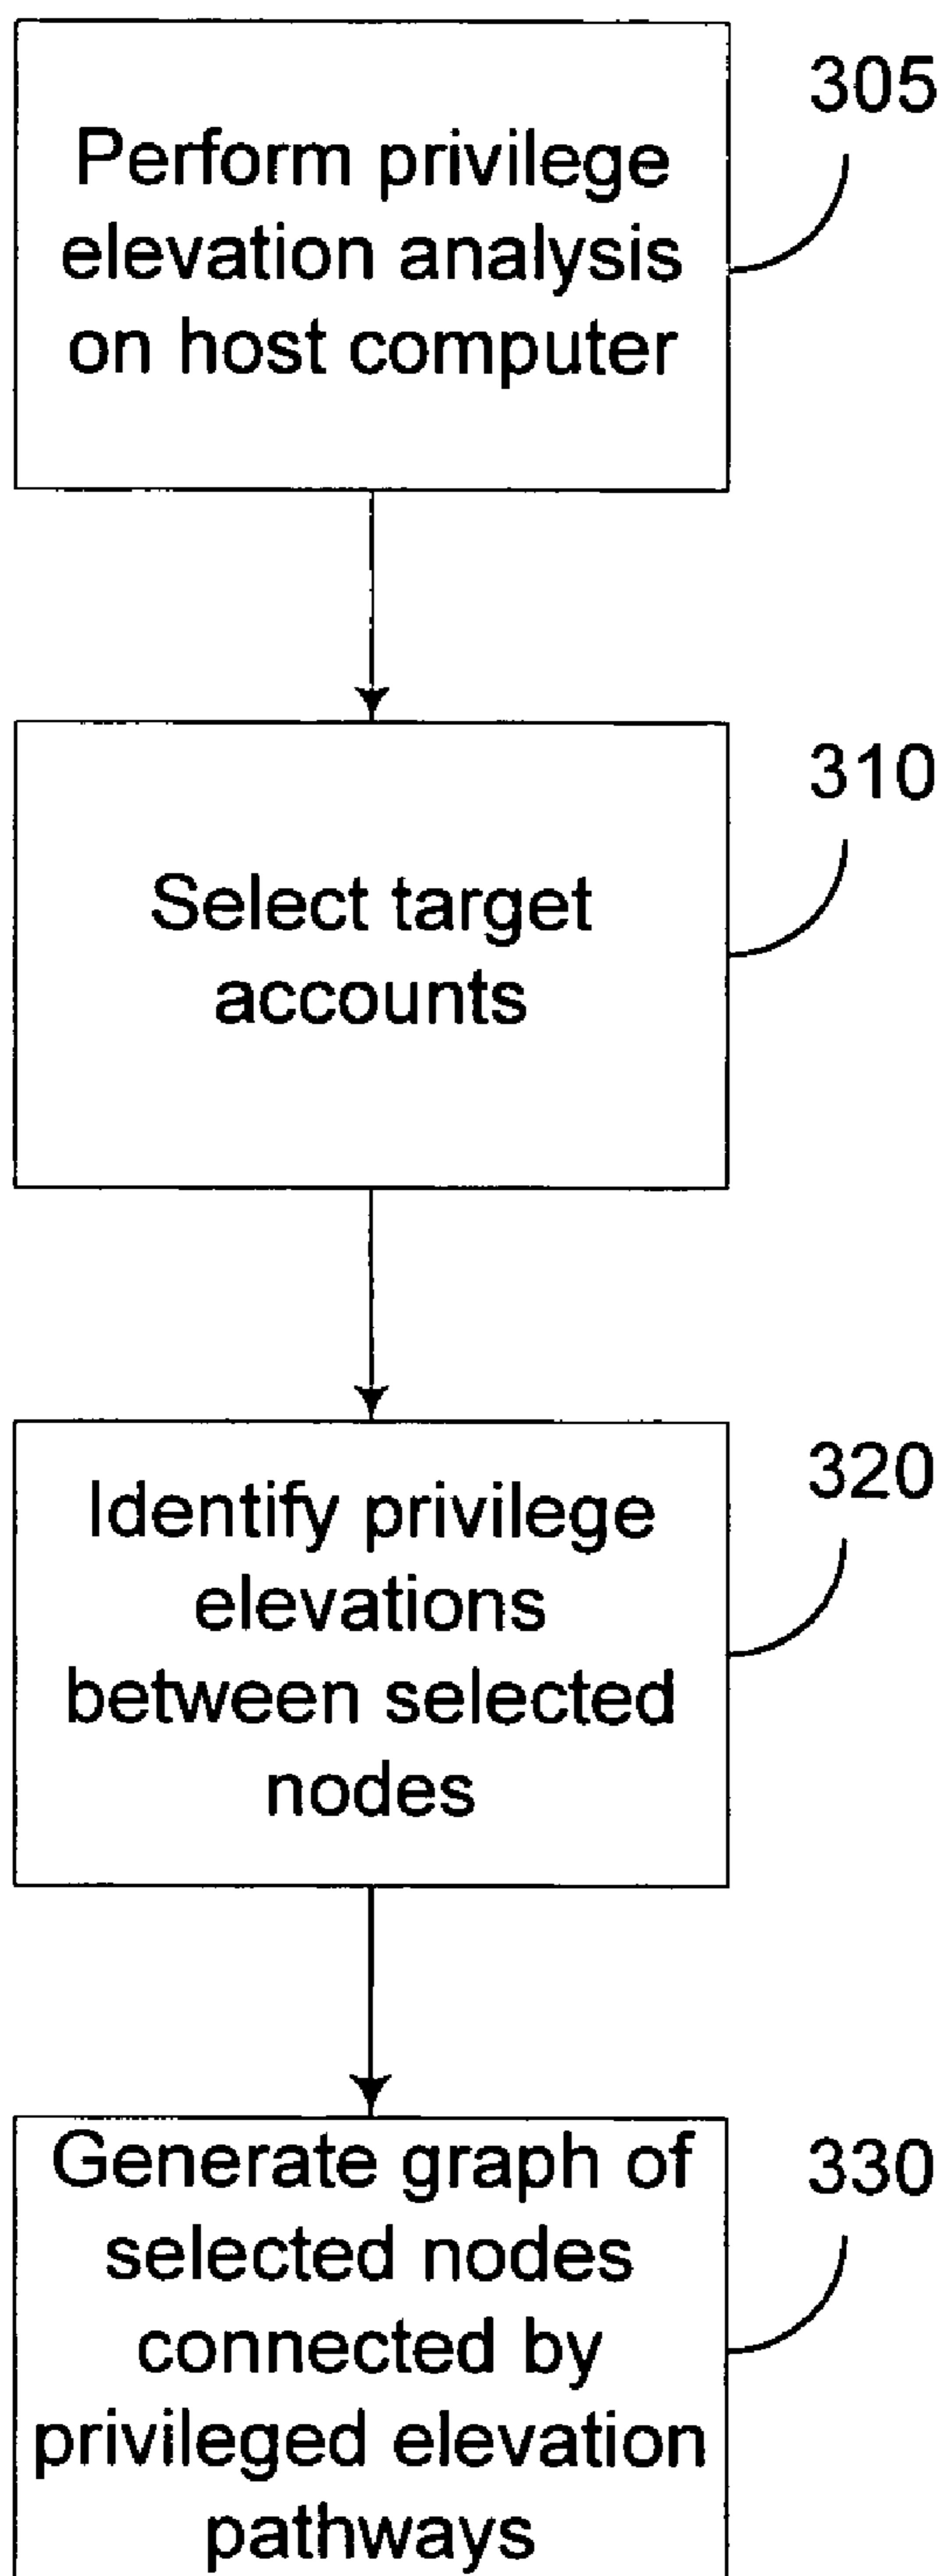 305
Perform privilege
elevation analysis
on host computer
310
Select target
accounts
320
Identify privilege
elevations
between selected
nodes
330
Generate graph of
selected nodes
connected by
privileged elevation
pathways